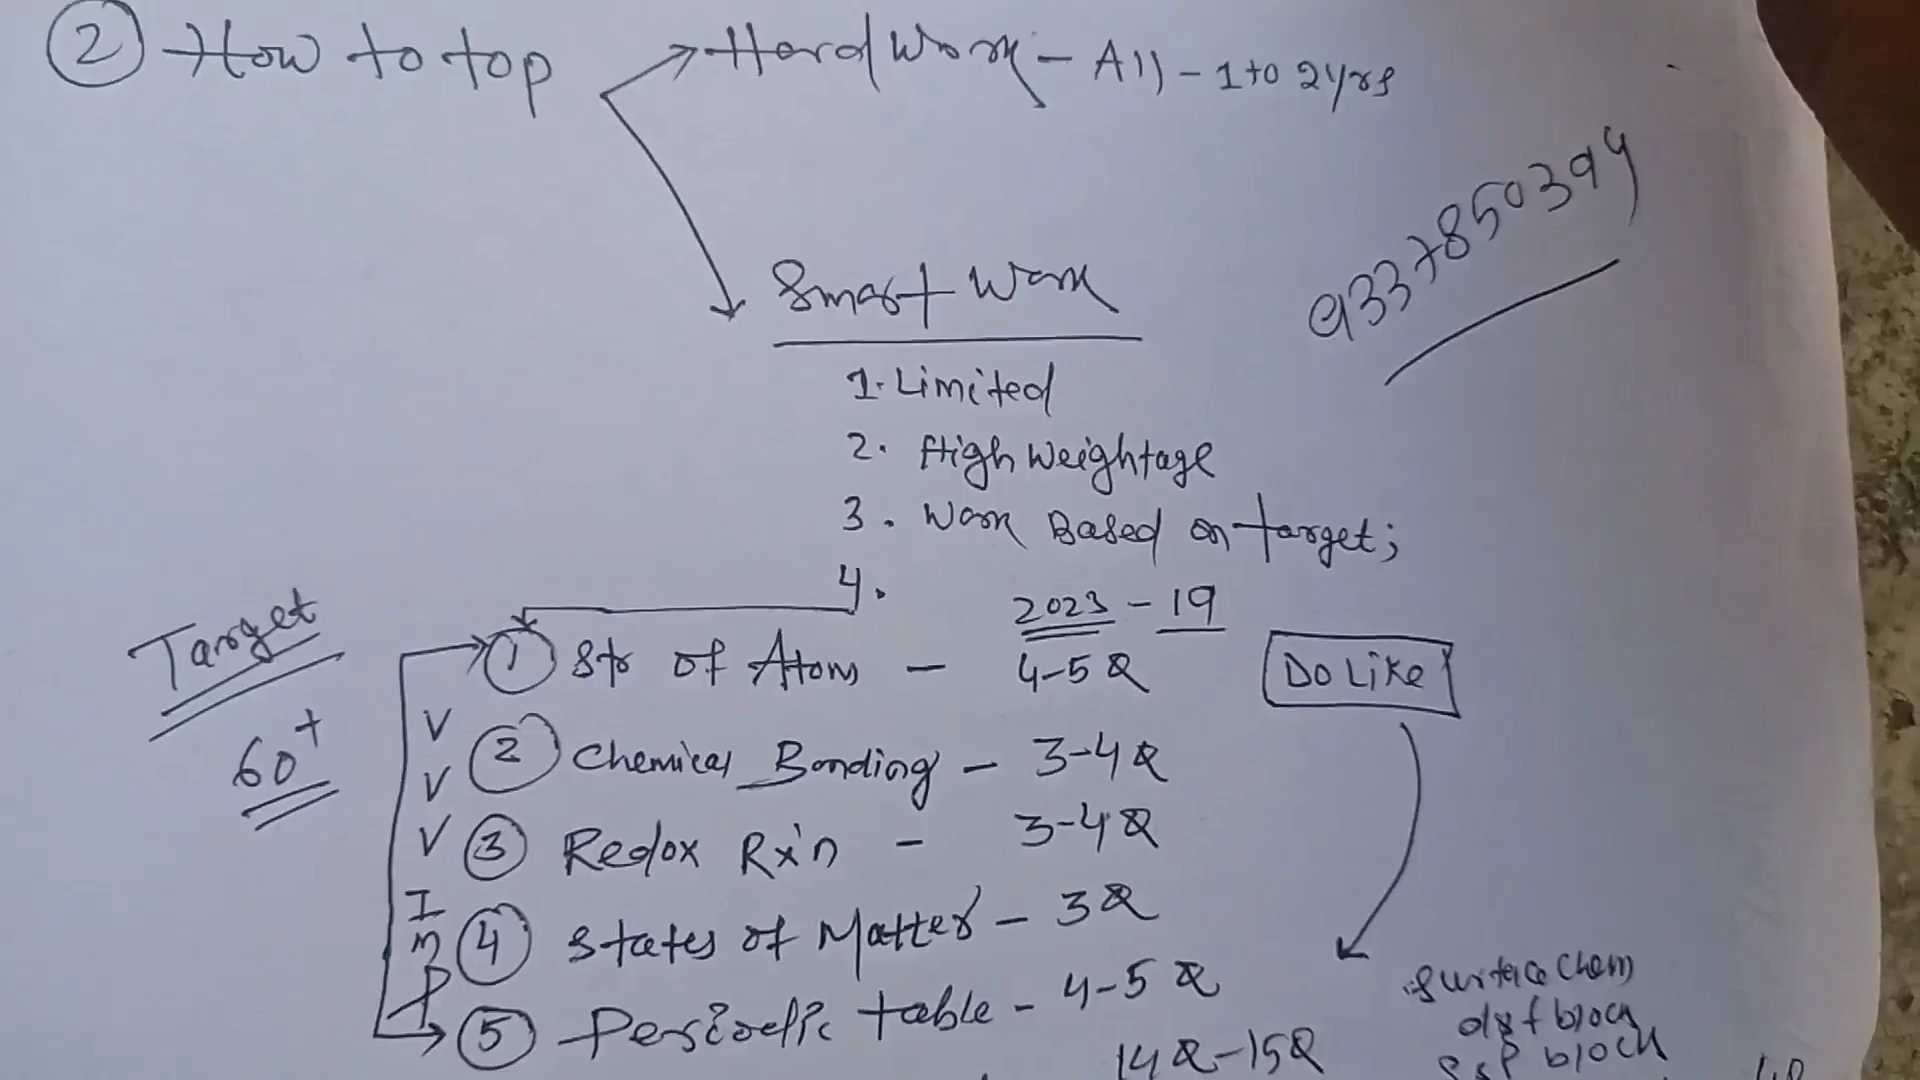 ② How to top → Hard Work - All - 1 to 2 yrs
9337850394
Smart Work
1. Limited
2. High Weightage
3. Work Based on target;
4.
2023 - 19
Target
60+
V V V Imp
① Str of Atom - 4-5 Q
Do Like
② Chemical Bonding - 3-4 Q
③ Redox Rx'n - 3-4 Q
④ States of Matter - 3 Q
⑤ Periodic table - 4-5 Q
14 Q - 15 Q
Surface Chem
d & f block
S & P block